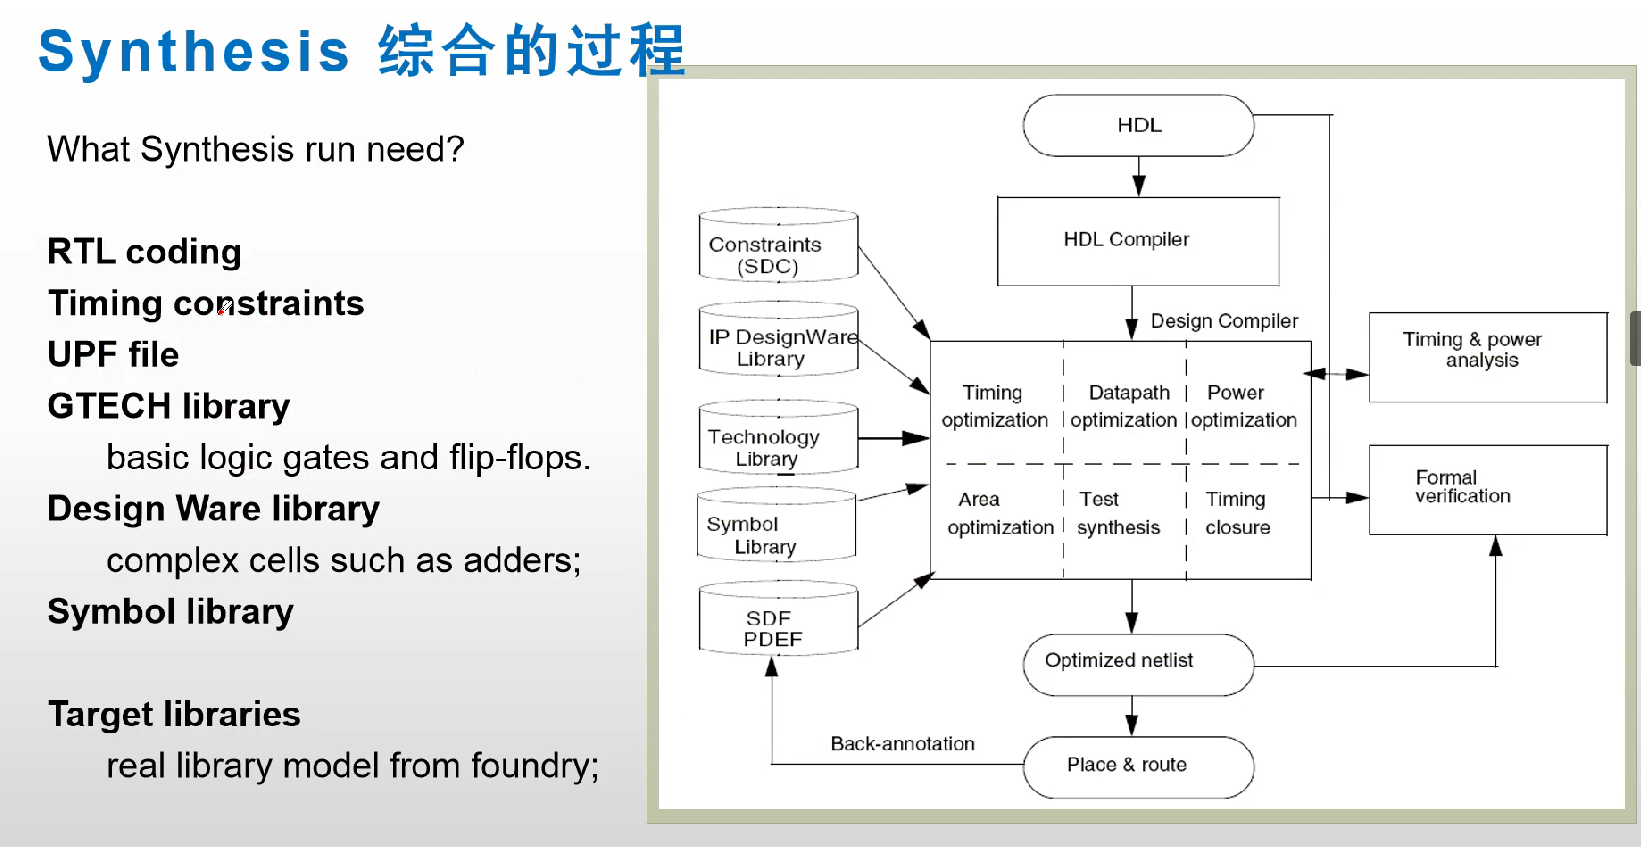 Synthesis 综合的过程
What Synthesis run need?
RTL coding
Timing constraints
UPF file
GTECH library
basic logic gates and flip-flops.
Design Ware library
complex cells such as adders;
Symbol library
Target libraries
real library model from foundry;
HDL
HDL Compiler
Constraints
(SDC)
IP DesignWare
Library
Technology
Library
Symbol
Library
SDF
PDEF
Design Compiler
Timing
optimization
Datapath
optimization
Power
optimization
Area
optimization
Test
synthesis
Timing
closure
Timing & power
analysis
Formal
verification
Optimized netlist
Back-annotation
Place & route